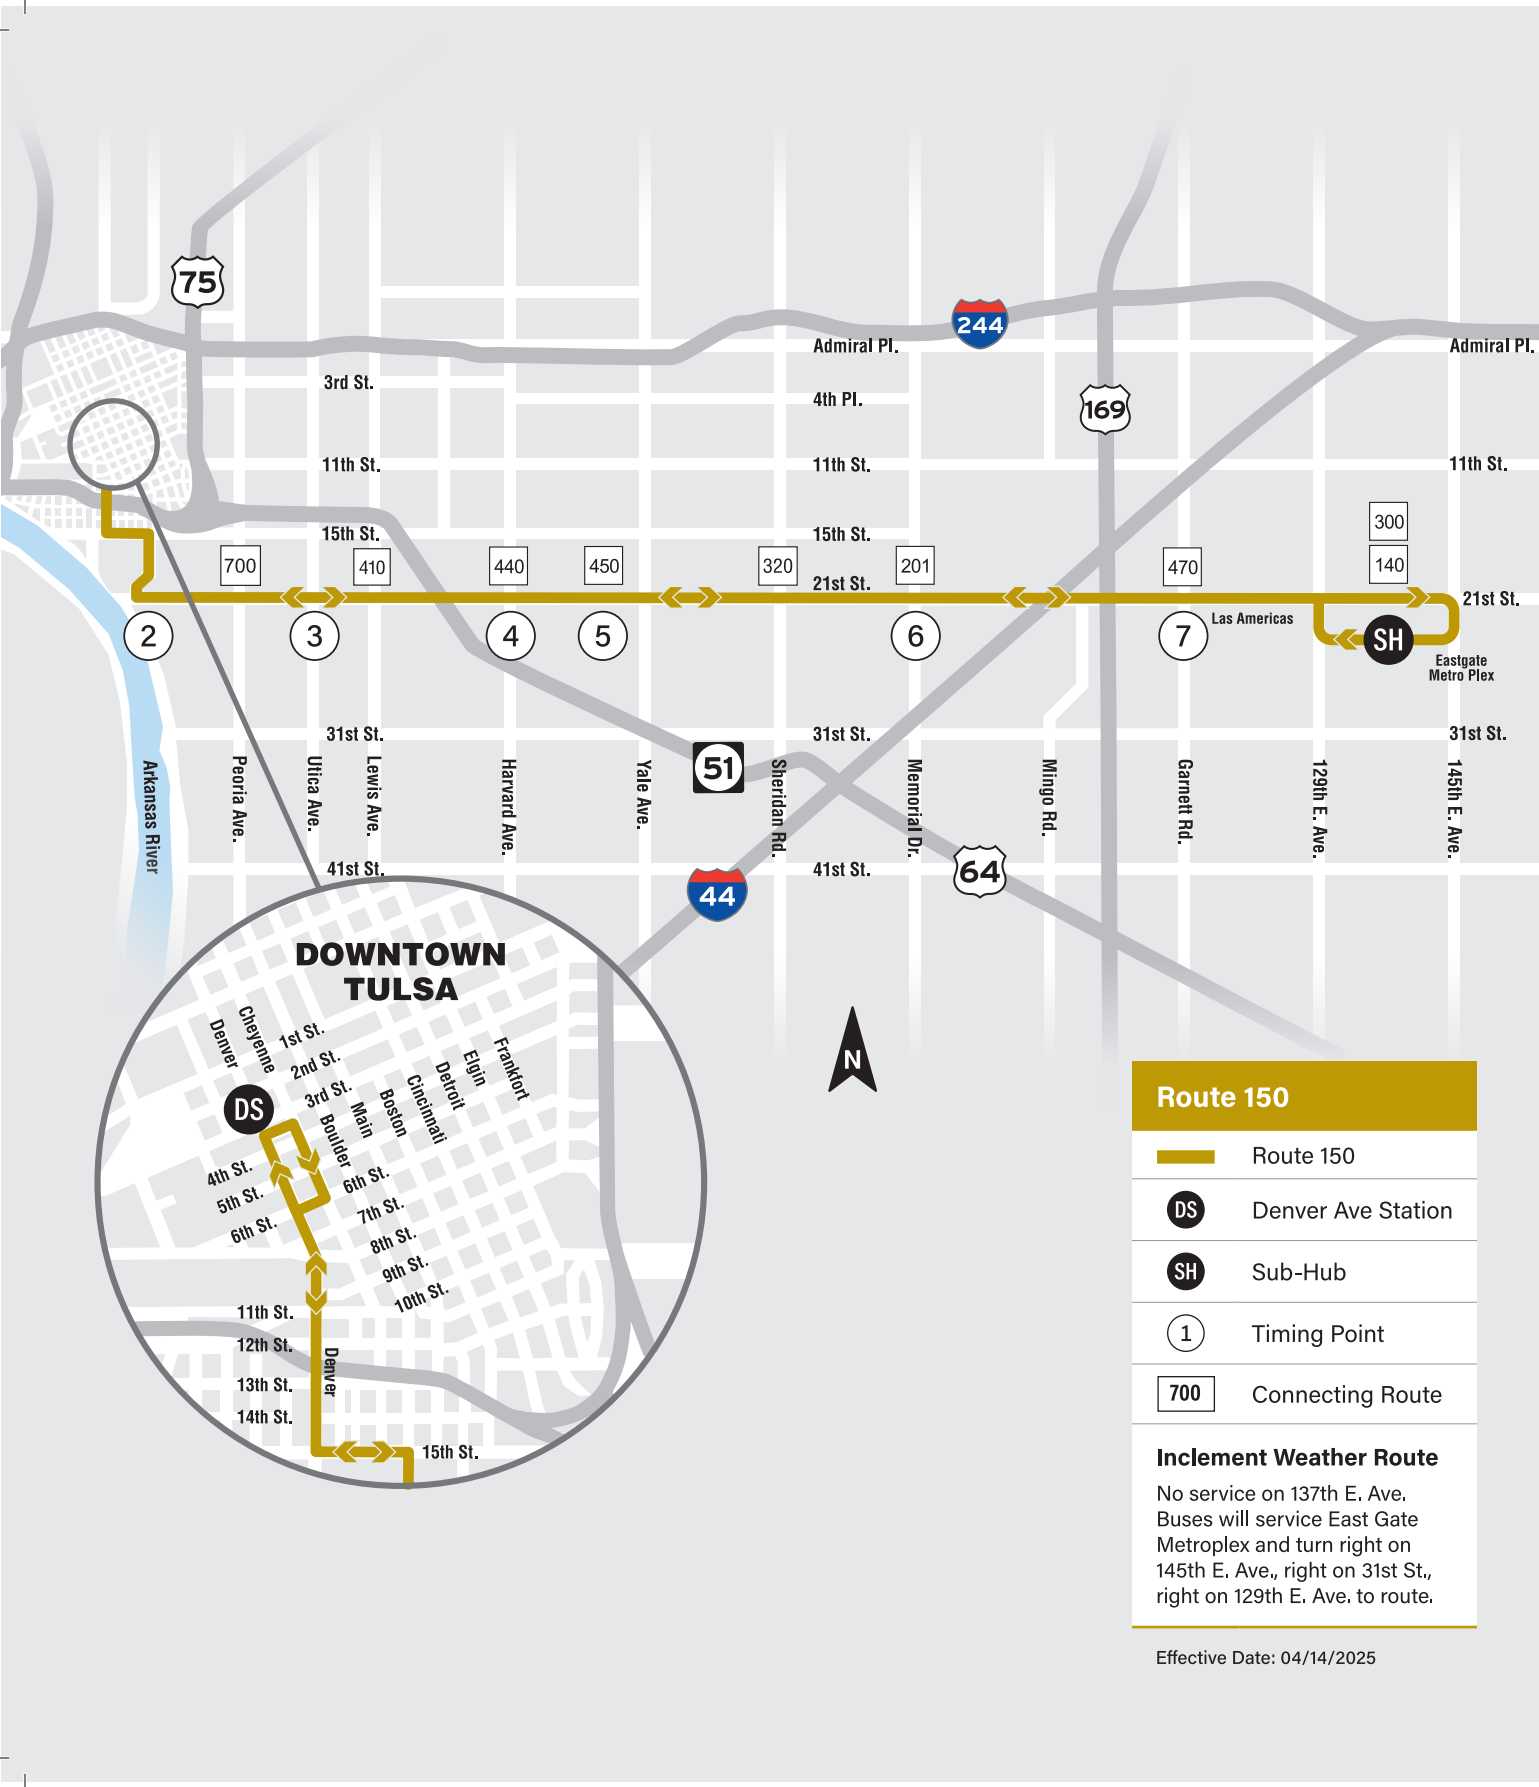 75
244
Admiral Pl.
Admiral Pl.
3rd St.
4th Pl.
169
11th St.
11th St.
11th St.
15th St.
15th St.
300
700
410
440
450
320
201
470
140
21st St.
21st St.
2
3
4
5
6
7
Las Americas
SH
Eastgate
Metro Plex
31st St.
31st St.
31st St.
51
Arkansas River
Peoria Ave.
Utica Ave.
Lewis Ave.
Harvard Ave.
Yale Ave.
Sheridan Rd.
Memorial Dr.
Mingo Rd.
Garnett Rd.
129th E. Ave.
145th E. Ave.
41st St.
41st St.
44
64
DOWNTOWN
TULSA
Denver
Cheyenne
1st St.
2nd St.
3rd St.
Boulder
Main
Boston
Cincinnati
Detroit
Elgin
Frankfort
DS
4th St.
5th St.
6th St.
6th St.
7th St.
8th St.
9th St.
10th St.
11th St.
12th St.
13th St.
14th St.
Denver
15th St.
N
Route 150
Route 150
DS Denver Ave Station
SH Sub-Hub
1 Timing Point
700 Connecting Route
Inclement Weather Route
No service on 137th E. Ave.
Buses will service East Gate
Metroplex and turn right on
145th E. Ave., right on 31st St.,
right on 129th E. Ave. to route.
Effective Date: 04/14/2025